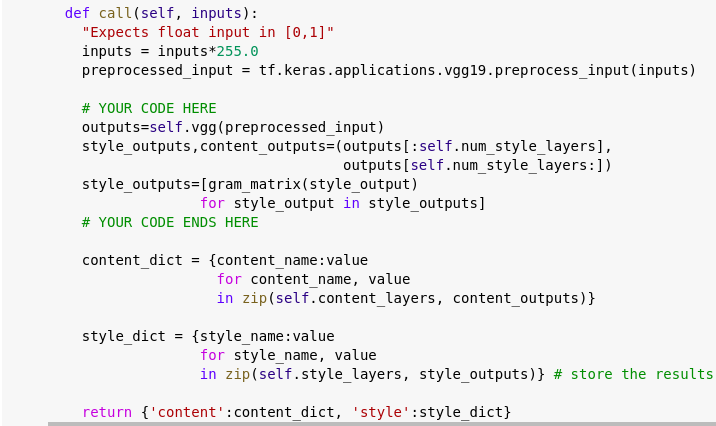 def call(self, inputs):
"Expects float input in [0,1]"
inputs = inputs*255.0
preprocessed_input = tf.keras.applications.vgg19.preprocess_input(inputs)
# YOUR CODE HERE
outputs=self.vgg(preprocessed_input)
style_outputs,content_outputs=(outputs[:self.num_style_layers],
outputs[self.num_style_layers:])
style_outputs=[gram_matrix(style_output)
for style_output in style_outputs]
# YOUR CODE ENDS HERE
content_dict = {content_name:value
for content_name, value
in zip(self.content_layers, content_outputs)}
style_dict = {style_name:value
for style_name, value
in zip(self.style_layers, style_outputs)} # store the results
return {'content':content_dict, 'style':style_dict}